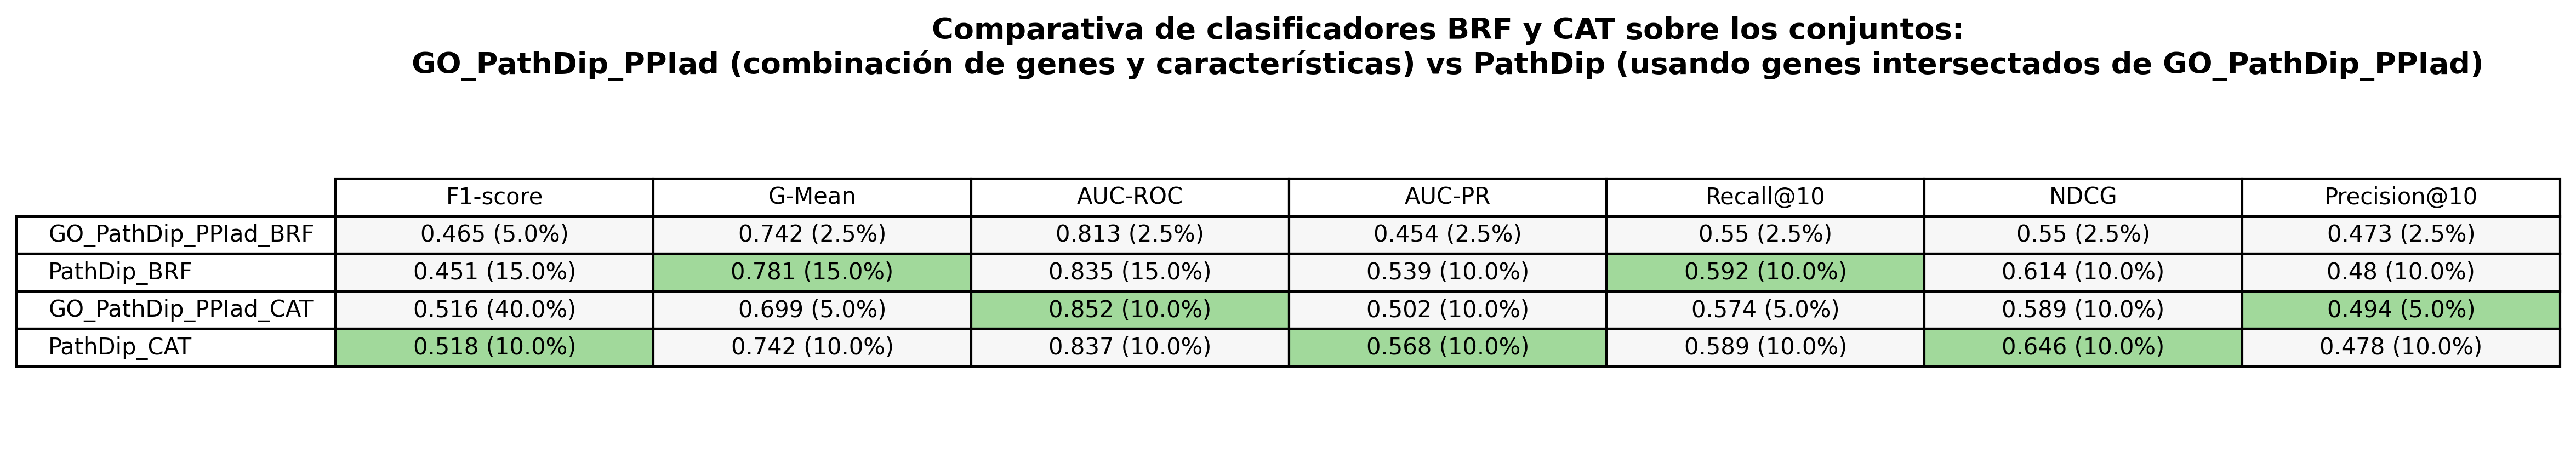 Comparativa de clasificadores BRF y CAT sobre los conjuntos:
GO_PathDip_PPIad (combinación de genes y características) vs PathDip (usando genes intersectados de GO_PathDip_PPIad)
F1-score G-Mean AUC-ROC AUC-PR Recall@10 NDCG Precision@10
GO_PathDip_PPIad_BRF 0.465 (5.0%) 0.742 (2.5%) 0.813 (2.5%) 0.454 (2.5%) 0.55 (2.5%) 0.55 (2.5%) 0.473 (2.5%)
PathDip_BRF 0.451 (15.0%) 0.781 (15.0%) 0.835 (15.0%) 0.539 (10.0%) 0.592 (10.0%) 0.614 (10.0%) 0.48 (10.0%)
GO_PathDip_PPIad_CAT 0.516 (40.0%) 0.699 (5.0%) 0.852 (10.0%) 0.502 (10.0%) 0.574 (5.0%) 0.589 (10.0%) 0.494 (5.0%)
PathDip_CAT 0.518 (10.0%) 0.742 (10.0%) 0.837 (10.0%) 0.568 (10.0%) 0.589 (10.0%) 0.646 (10.0%) 0.478 (10.0%)